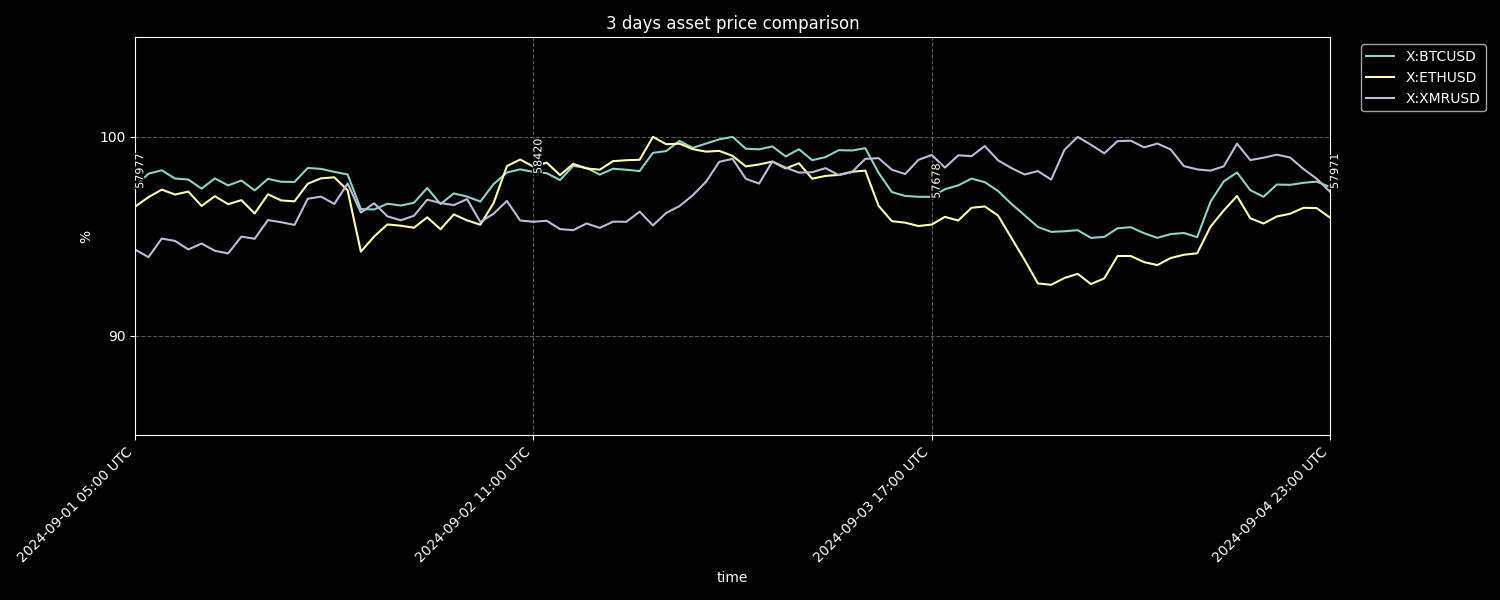 3 days asset price comparison
X:BTCUSD
X:ETHUSD
X:XMRUSD
100
90
%
57977
58420
57678
57971
2024-09-01 05:00 UTC
2024-09-02 11:00 UTC
2024-09-03 17:00 UTC
2024-09-04 23:00 UTC
time